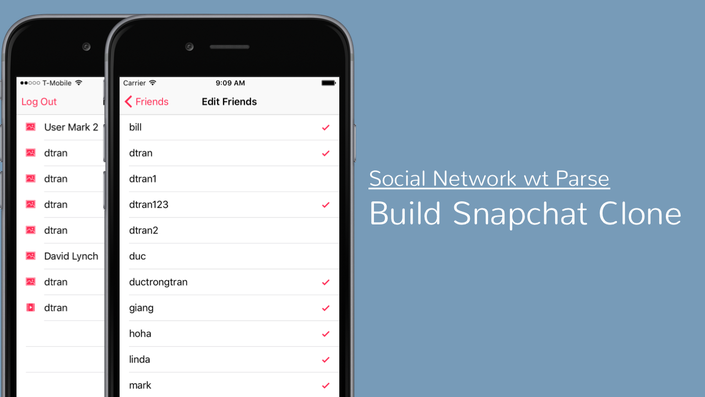 T-Mobile
Log Out
User Mark 2
dtran
dtran
dtran
dtran
David Lynch
dtran
dtran
Carrier
9:09 AM
Friends
Edit Friends
bill
dtran
dtran1
dtran123
dtran2
duc
ductrongtran
giang
hoha
linda
mark
Social Network wt Parse
Build Snapchat Clone